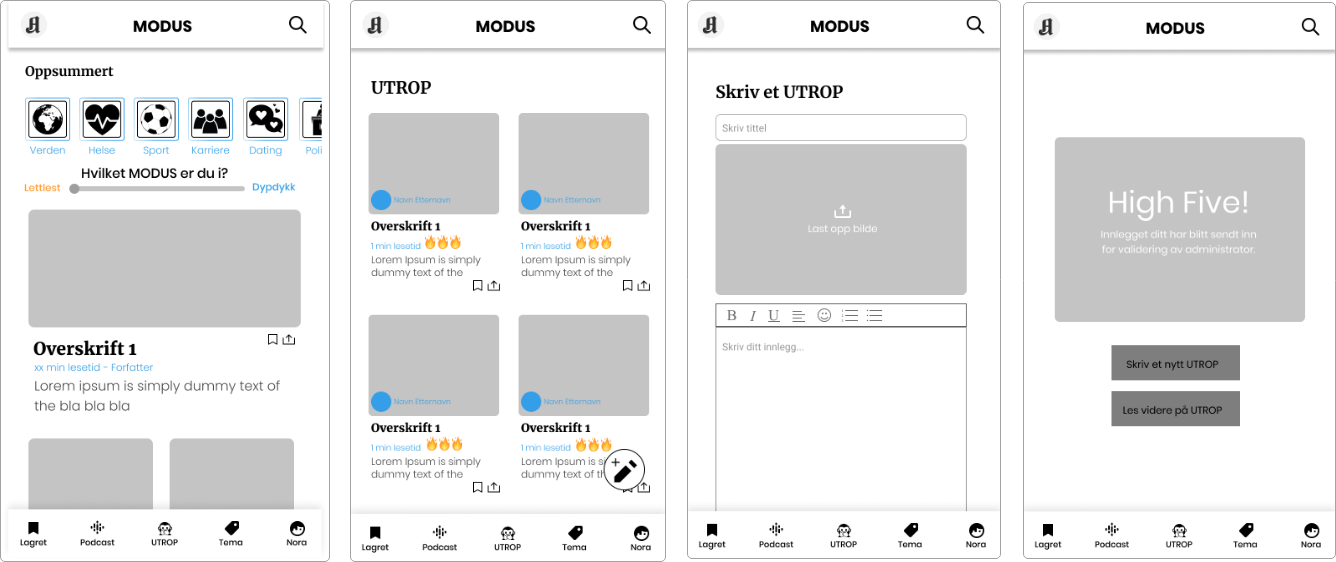 MODUS
Oppsummert
Verden Helse Sport Karriere Dating Poli
Hvilket MODUS er du i?
Lettlest Dypdykk
Overskrift 1
xx min lesetid - Forfatter
Lorem ipsum is simply dummy text of
the bla bla bla
Lagret Podcast UTROP Tema Nora
MODUS
UTROP
Navn Etternavn Navn Etternavn
Overskrift 1 Overskrift 1
1 min lesetid 1 min lesetid
Lorem Ipsum is simply Lorem Ipsum is simply
dummy text of the dummy text of the
Navn Etternavn Navn Etternavn
Overskrift 1 Overskrift 1
1 min lesetid 1 min lesetid
Lorem Ipsum is simply Lorem Ipsum is simply
dummy text of the dummy text of the
Lagret Podcast UTROP Tema Nora
MODUS
Skriv et UTROP
Skriv tittel
Last opp bilde
B I U
Skriv ditt innlegg...
Lagret Podcast UTROP Tema Nora
MODUS
High Five!
Innlegget ditt har blitt sendt inn
for validering av administrator.
Skriv et nytt UTROP
Les videre på UTROP
Lagret Podcast UTROP Tema Nora